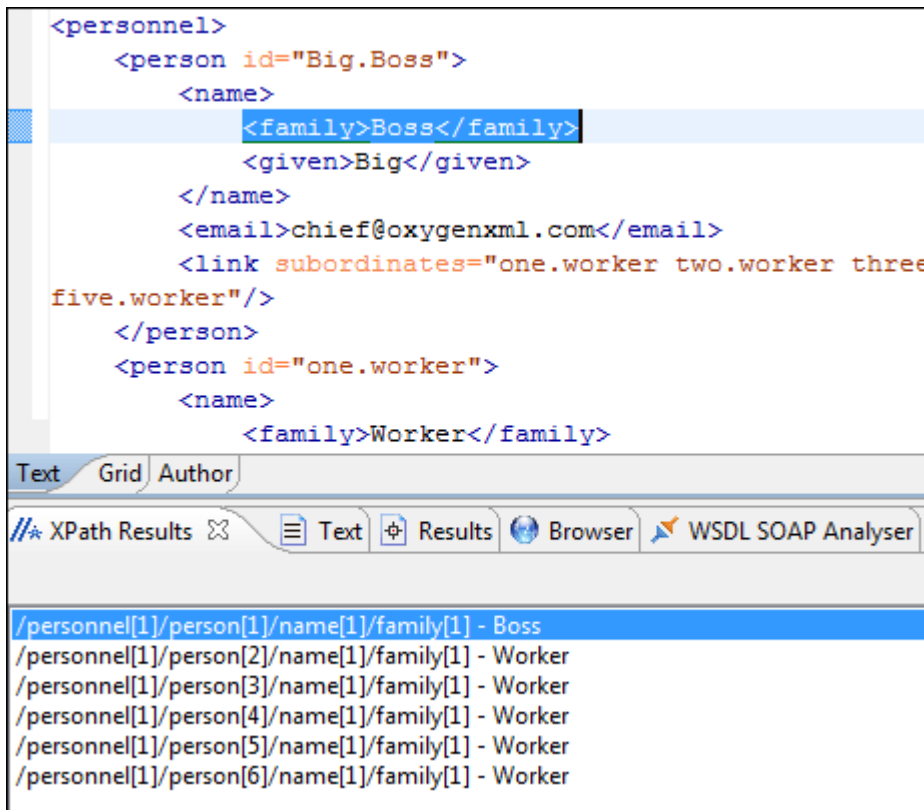 <personnel>
<person id="Big.Boss">
<name>
<family>Boss</family>
<given>Big</given>
</name>
<email>chief@oxygenxml.com</email>
<link subordinates="one.worker two.worker three
five.worker"/>
</person>
<person id="one.worker">
<name>
<family>Worker</family>
Text Grid Author
XPath Results Text Results Browser WSDL SOAP Analyser
/personnel[1]/person[1]/name[1]/family[1] - Boss
/personnel[1]/person[2]/name[1]/family[1] - Worker
/personnel[1]/person[3]/name[1]/family[1] - Worker
/personnel[1]/person[4]/name[1]/family[1] - Worker
/personnel[1]/person[5]/name[1]/family[1] - Worker
/personnel[1]/person[6]/name[1]/family[1] - Worker